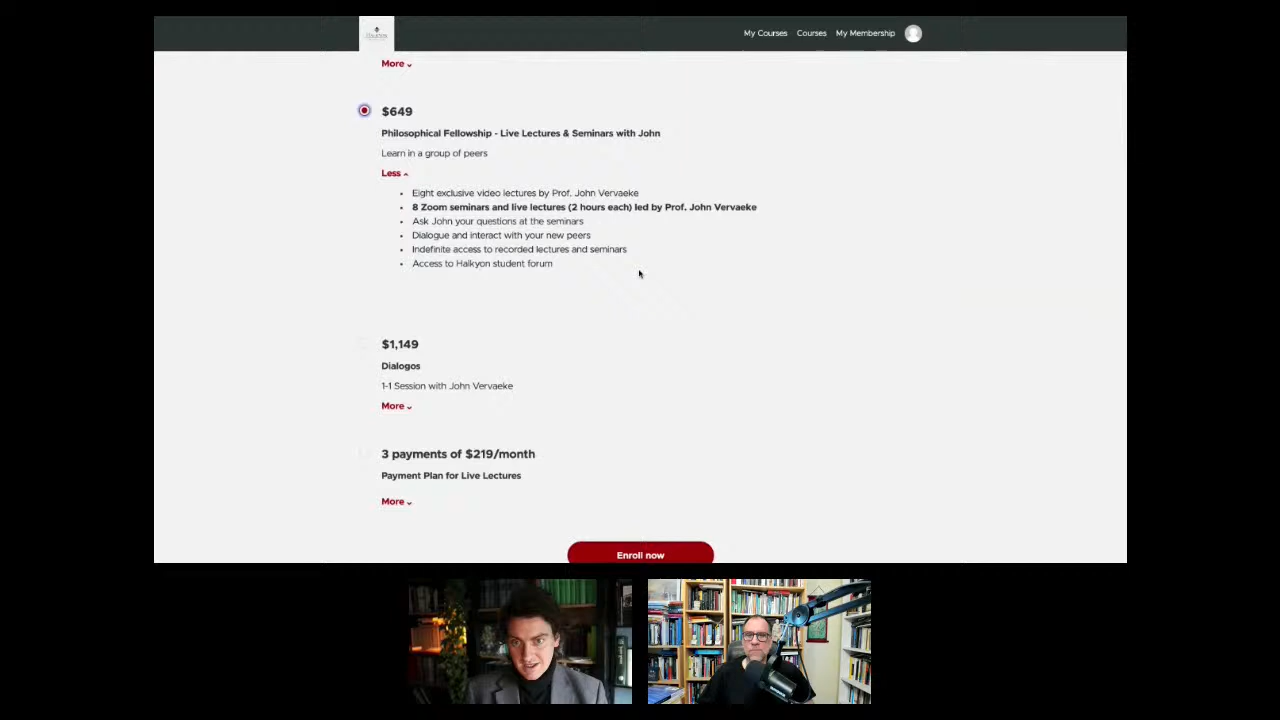 My Courses Courses My Membership
More
$649
Philosophical Fellowship - Live Lectures & Seminars with John
Learn in a group of peers
Less
• Eight exclusive video lectures by Prof. John Vervaeke
• 8 Zoom seminars and live lectures (2 hours each) led by Prof. John Vervaeke
• Ask John your questions at the seminars
• Dialogue and interact with your new peers
• Indefinite access to recorded lectures and seminars
• Access to Halkyon student forum
$1,149
Dialogos
1-1 Session with John Vervaeke
More
3 payments of $219/month
Payment Plan for Live Lectures
More
Enroll now